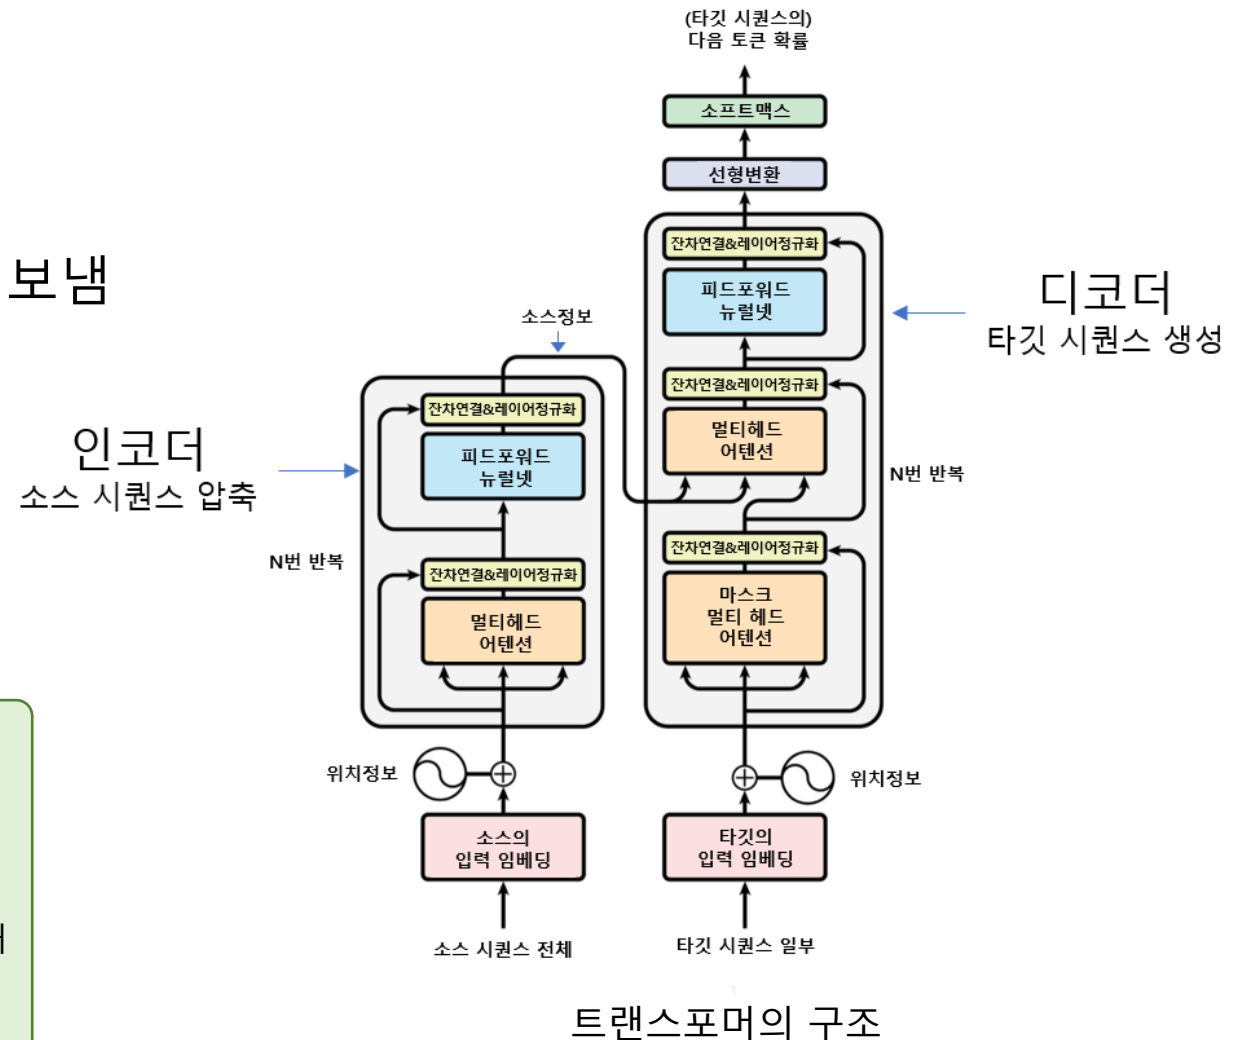 (타깃 시퀀스의)
다음 토큰 확률
소프트맥스
선형변환
잔차연결&레이어정규화
피드포워드
뉴럴넷
잔차연결&레이어정규화
멀티헤드
어텐션
N번 반복
잔차연결&레이어정규화
마스크
멀티 헤드
어텐션
위치정보
타깃의
입력 임베딩
타깃 시퀀스 일부
디코더
타깃 시퀀스 생성
보냄
소스정보
인코더
소스 시퀀스 압축
잔차연결&레이어정규화
피드포워드
뉴럴넷
N번 반복
잔차연결&레이어정규화
멀티헤드
어텐션
위치정보
소스의
입력 임베딩
소스 시퀀스 전체
트랜스포머의 구조